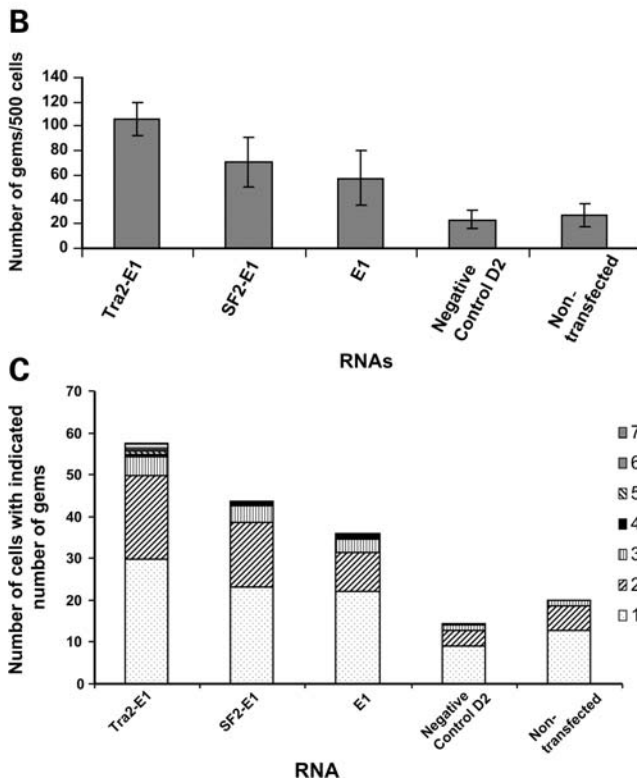 B
Number of gems/500 cells
140
120
100
80
60
40
20
0
Tra2-E1
SF2-E1
E1
Negative
Control D2
Non-
transfected
RNAs
C
Number of cells with indicated
number of gems
70
60
50
40
30
20
10
0
7
6
5
4
3
2
1
Tra2-E1
SF2-E1
E1
Negative
Control D2
Non-
transfected
RNA